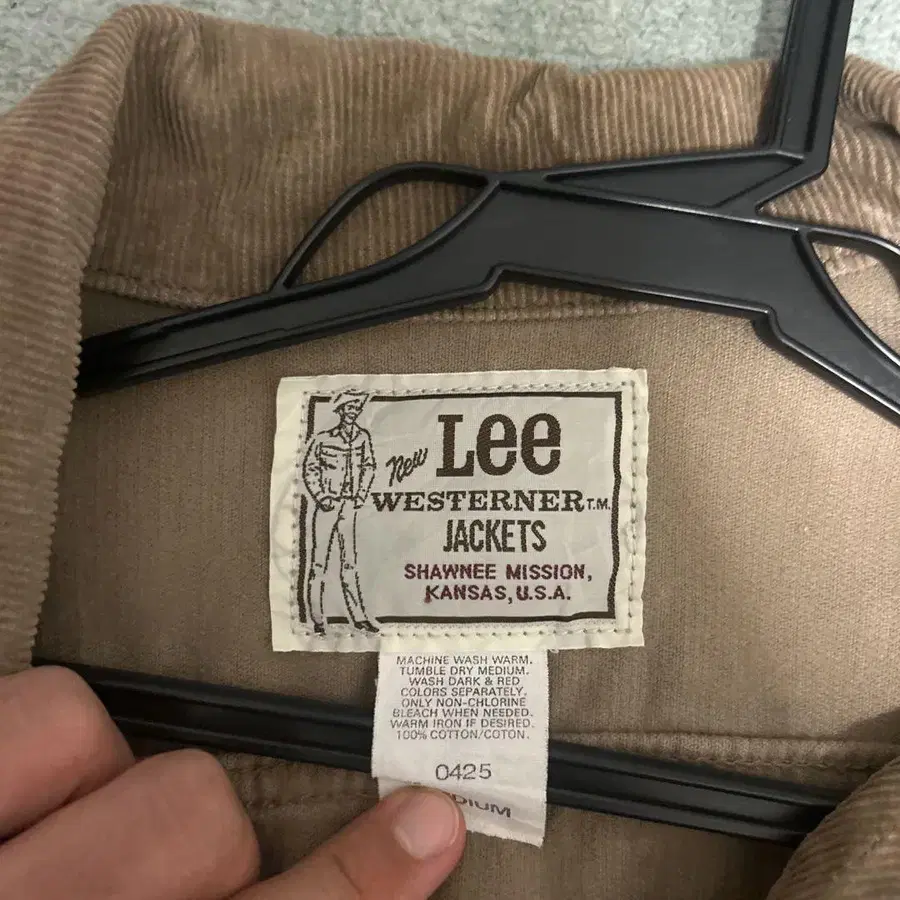 New Lee
WESTERNER T.M.
JACKETS
SHAWNEE MISSION,
KANSAS, U.S.A.
MACHINE WASH WARM.
TUMBLE DRY MEDIUM.
WASH DARK & RED
COLORS SEPARATELY.
ONLY NON-CHLORINE
BLEACH WHEN NEEDED.
WARM IRON IF DESIRED.
100% COTTON/COTON.
0425